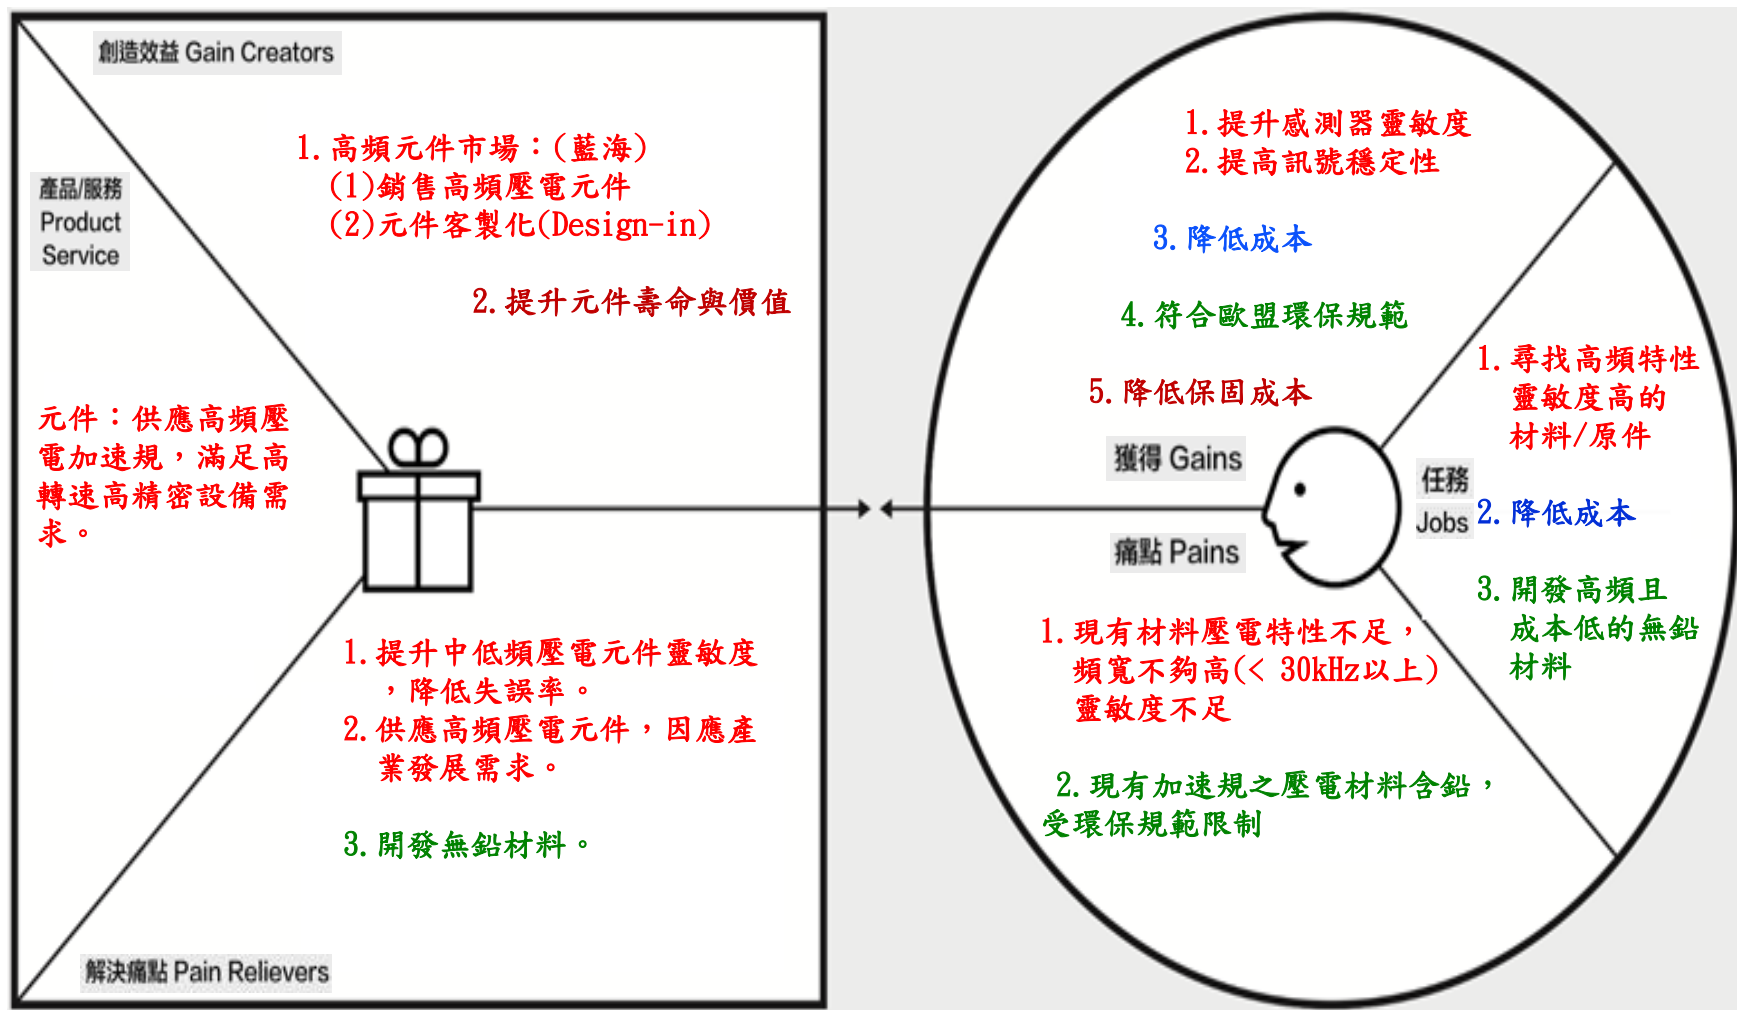 創造效益 Gain Creators
1.高頻元件市場：(藍海)
(1)銷售高頻壓電元件
(2)元件客製化(Design-in)
2.提升元件壽命與價值
產品/服務
Product
Service
元件：供應高頻壓
電加速規，滿足高
轉速高精密設備需
求。
1.提升中低頻壓電元件靈敏度
，降低失誤率。
2.供應高頻壓電元件，因應產
業發展需求。
3.開發無鉛材料。
解決痛點 Pain Relievers
1.提升感測器靈敏度
2.提高訊號穩定性
3.降低成本
4.符合歐盟環保規範
5.降低保固成本
獲得 Gains
任務
Jobs
1.尋找高頻特性
靈敏度高的
材料/原件
2.降低成本
3.開發高頻且
成本低的無鉛
材料
痛點 Pains
1.現有材料壓電特性不足，
頻寬不夠高(< 30kHz以上)
靈敏度不足
2.現有加速規之壓電材料含鉛，
受環保規範限制